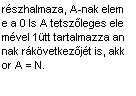 részhalmaza, A-nak elem
e a 0 Is A tetszőleges ele
mével 1ütt tartalmazza an
nak rákövetkezőjét is, akk
or A = N.